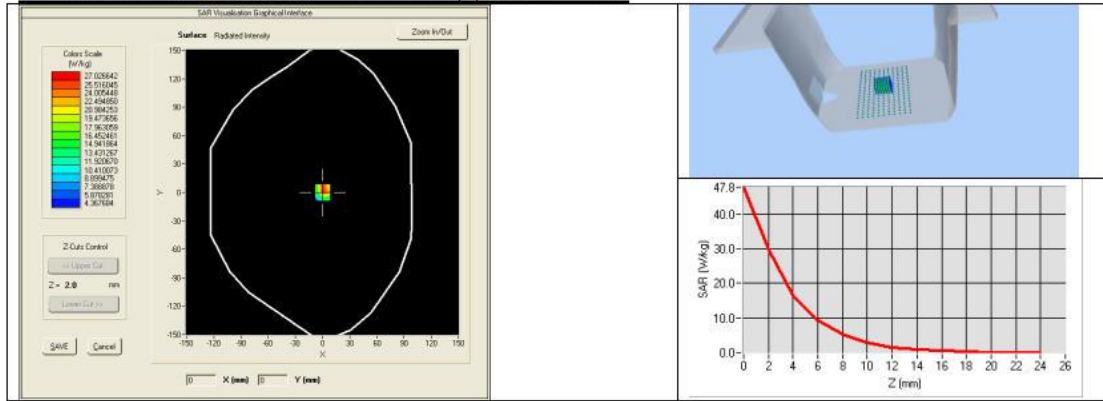 SAR Visualisation Graphical Interface
Surface Radiated Intensity
Zoom In/Out
Colors Scale
(W/kg)
27.026642
25.516045
24.005448
22.494850
20.984253
19.473656
17.963059
16.452461
14.941864
13.431267
11.920670
10.410073
8.899475
7.388878
5.878281
4.367684
Z-Cuts Control
<< Upper Cut
Z = 2.0 mm
Lower Cut >>
SAVE Cancel
150
120
90
60
30
0
-30
-60
-90
-120
-150
Y
-150 -120 -90 -60 -30 0 30 60 90 120 150
X
0 X (mm) 0 Y (mm)
47.8
40.0
30.0
20.0
10.0
0.0
SAR (W/kg)
0 2 4 6 8 10 12 14 16 18 20 22 24 26
Z (mm)